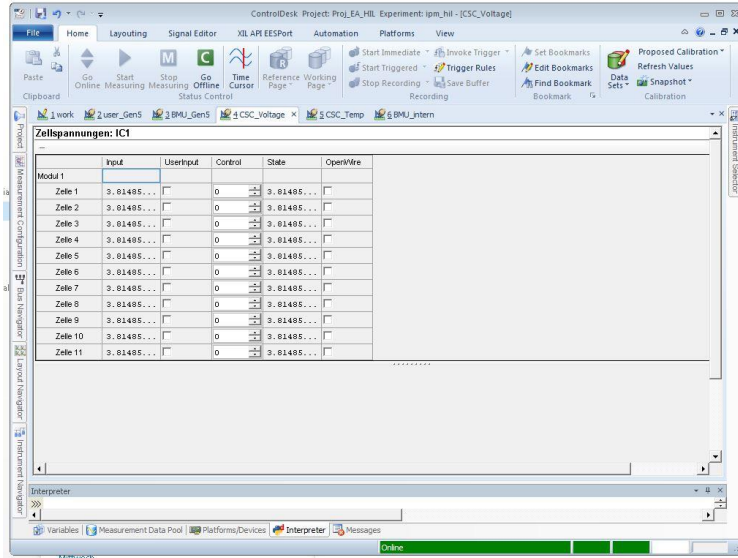 ControlDesk Project: Proj_EA_HIL Experiment: ipm_hil - [CSC_Voltage]
File Home Layouting Signal Editor XIL API EESPort Automation Platforms View
Paste
Clipboard
Go Online
Start Measuring
Stop Measuring
Go Offline
Status Control
Time Cursor
Reference Page
Working Page
Start Immediate
Start Triggered
Stop Recording
Invoke Trigger
Trigger Rules
Save Buffer
Recording
Set Bookmarks
Edit Bookmarks
Find Bookmark
Bookmark
Data Sets
Proposed Calibration
Refresh Values
Snapshot
Calibration
1 work 2 user_Gen5 3 BMU_Gen5 4 CSC_Voltage × 5 CSC_Temp 6 BMU_intern
Project
Measurement Configuration
Bus Navigator
Layout Navigator
Instrument Navigator
Instrument Selector
Zellspannungen: IC1
Input UserInput Control State OpenWire
Modul 1
Zelle 1 3.81485... 0 3.81485...
Zelle 2 3.81485... 0 3.81485...
Zelle 3 3.81485... 0 3.81485...
Zelle 4 3.81485... 0 3.81485...
Zelle 5 3.81485... 0 3.81485...
Zelle 6 3.81485... 0 3.81485...
Zelle 7 3.81485... 0 3.81485...
Zelle 8 3.81485... 0 3.81485...
Zelle 9 3.81485... 0 3.81485...
Zelle 10 3.81485... 0 3.81485...
Zelle 11 3.81485... 0 3.81485...
Interpreter
>>>
Variables Measurement Data Pool Platforms/Devices Interpreter Messages
Online